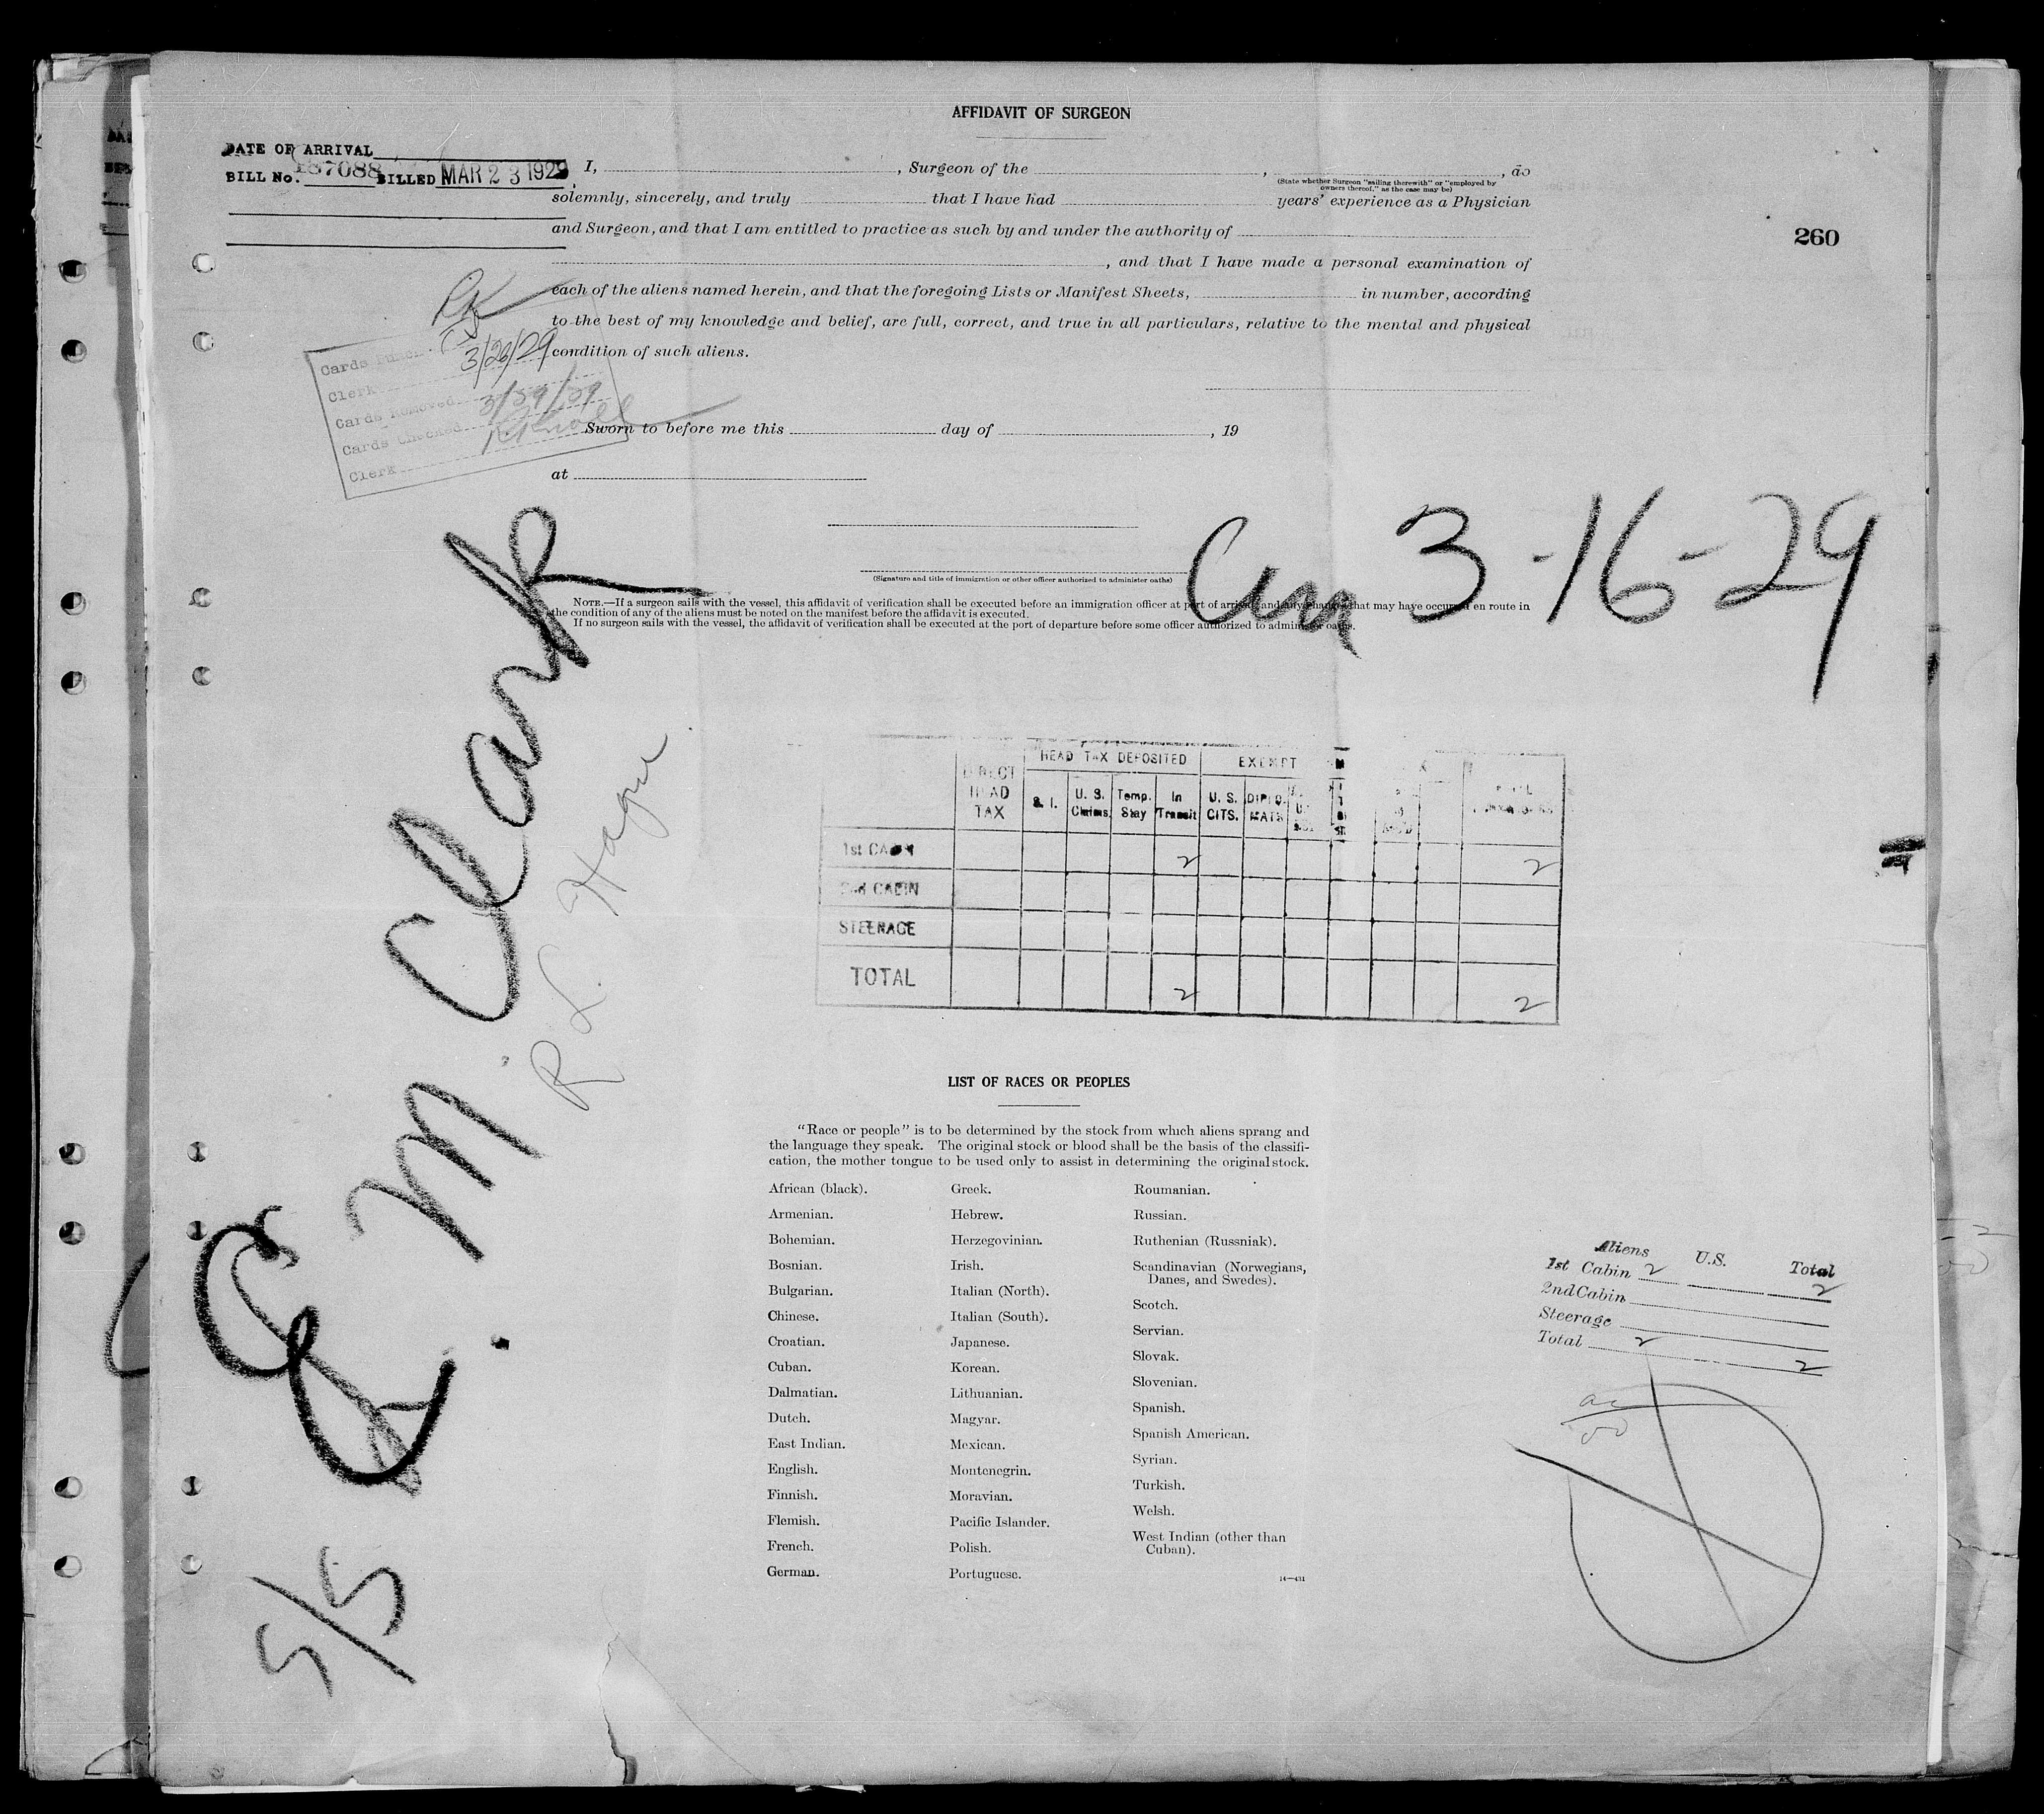 AFFIDAVIT OF SURGEON
DATE OF ARRIVAL
BILL No. 187088 BILLED MAR 23 1929
I, , Surgeon of the , , do
(State whether Surgeon "sailing therewith" or "employed by
owners thereof," as the case may be)
solemnly, sincerely, and truly that I have had years' experience as a Physician
and Surgeon, and that I am entitled to practice as such by and under the authority of
, and that I have made a personal examination of
each of the aliens named herein, and that the foregoing Lists or Manifest Sheets, in number, according
to the best of my knowledge and belief, are full, correct, and true in all particulars, relative to the mental and physical
condition of such aliens.
260
Cards
3/26/29
Clerk
Cards Removed 3/29/29
Cards Checked
Clerk
Sworn to before me this day of , 19
at
(Signature and title of immigration or other officer authorized to administer oaths)
NOTE.—If a surgeon sails with the vessel, this affidavit of verification shall be executed before an immigration officer at port of arrival, and any changes that may have occurred en route in
the condition of any of the aliens must be noted on the manifest before the affidavit is executed.
If no surgeon sails with the vessel, the affidavit of verification shall be executed at the port of departure before some officer authorized to administer oaths.
3-16-29
S/S E. M. Clark
R L. Hague
HEAD TAX DEPOSITED EXEMPT
DIRECT HEAD TAX S. I. U. S. Claims Temp. Stay In Transit U. S. CITS. DIPLO. MATS
1st CABIN 2 2
2nd CABIN
STEERAGE
TOTAL 2 2
LIST OF RACES OR PEOPLES
"Race or people" is to be determined by the stock from which aliens sprang and
the language they speak. The original stock or blood shall be the basis of the classifi-
cation, the mother tongue to be used only to assist in determining the original stock.
African (black).
Armenian.
Bohemian.
Bosnian.
Bulgarian.
Chinese.
Croatian.
Cuban.
Dalmatian.
Dutch.
East Indian.
English.
Finnish.
Flemish.
French.
German.
Greek.
Hebrew.
Herzegovinian.
Irish.
Italian (North).
Italian (South).
Japanese.
Korean.
Lithuanian.
Magyar.
Mexican.
Montenegrin.
Moravian.
Pacific Islander.
Polish.
Portuguese.
Roumanian.
Russian.
Ruthenian (Russniak).
Scandinavian (Norwegians,
Danes, and Swedes).
Scotch.
Servian.
Slovak.
Slovenian.
Spanish.
Spanish American.
Syrian.
Turkish.
Welsh.
West Indian (other than
Cuban).
14—431
Aliens U.S. Total
1st Cabin 2 2
2nd Cabin
Steerage
Total 2 2